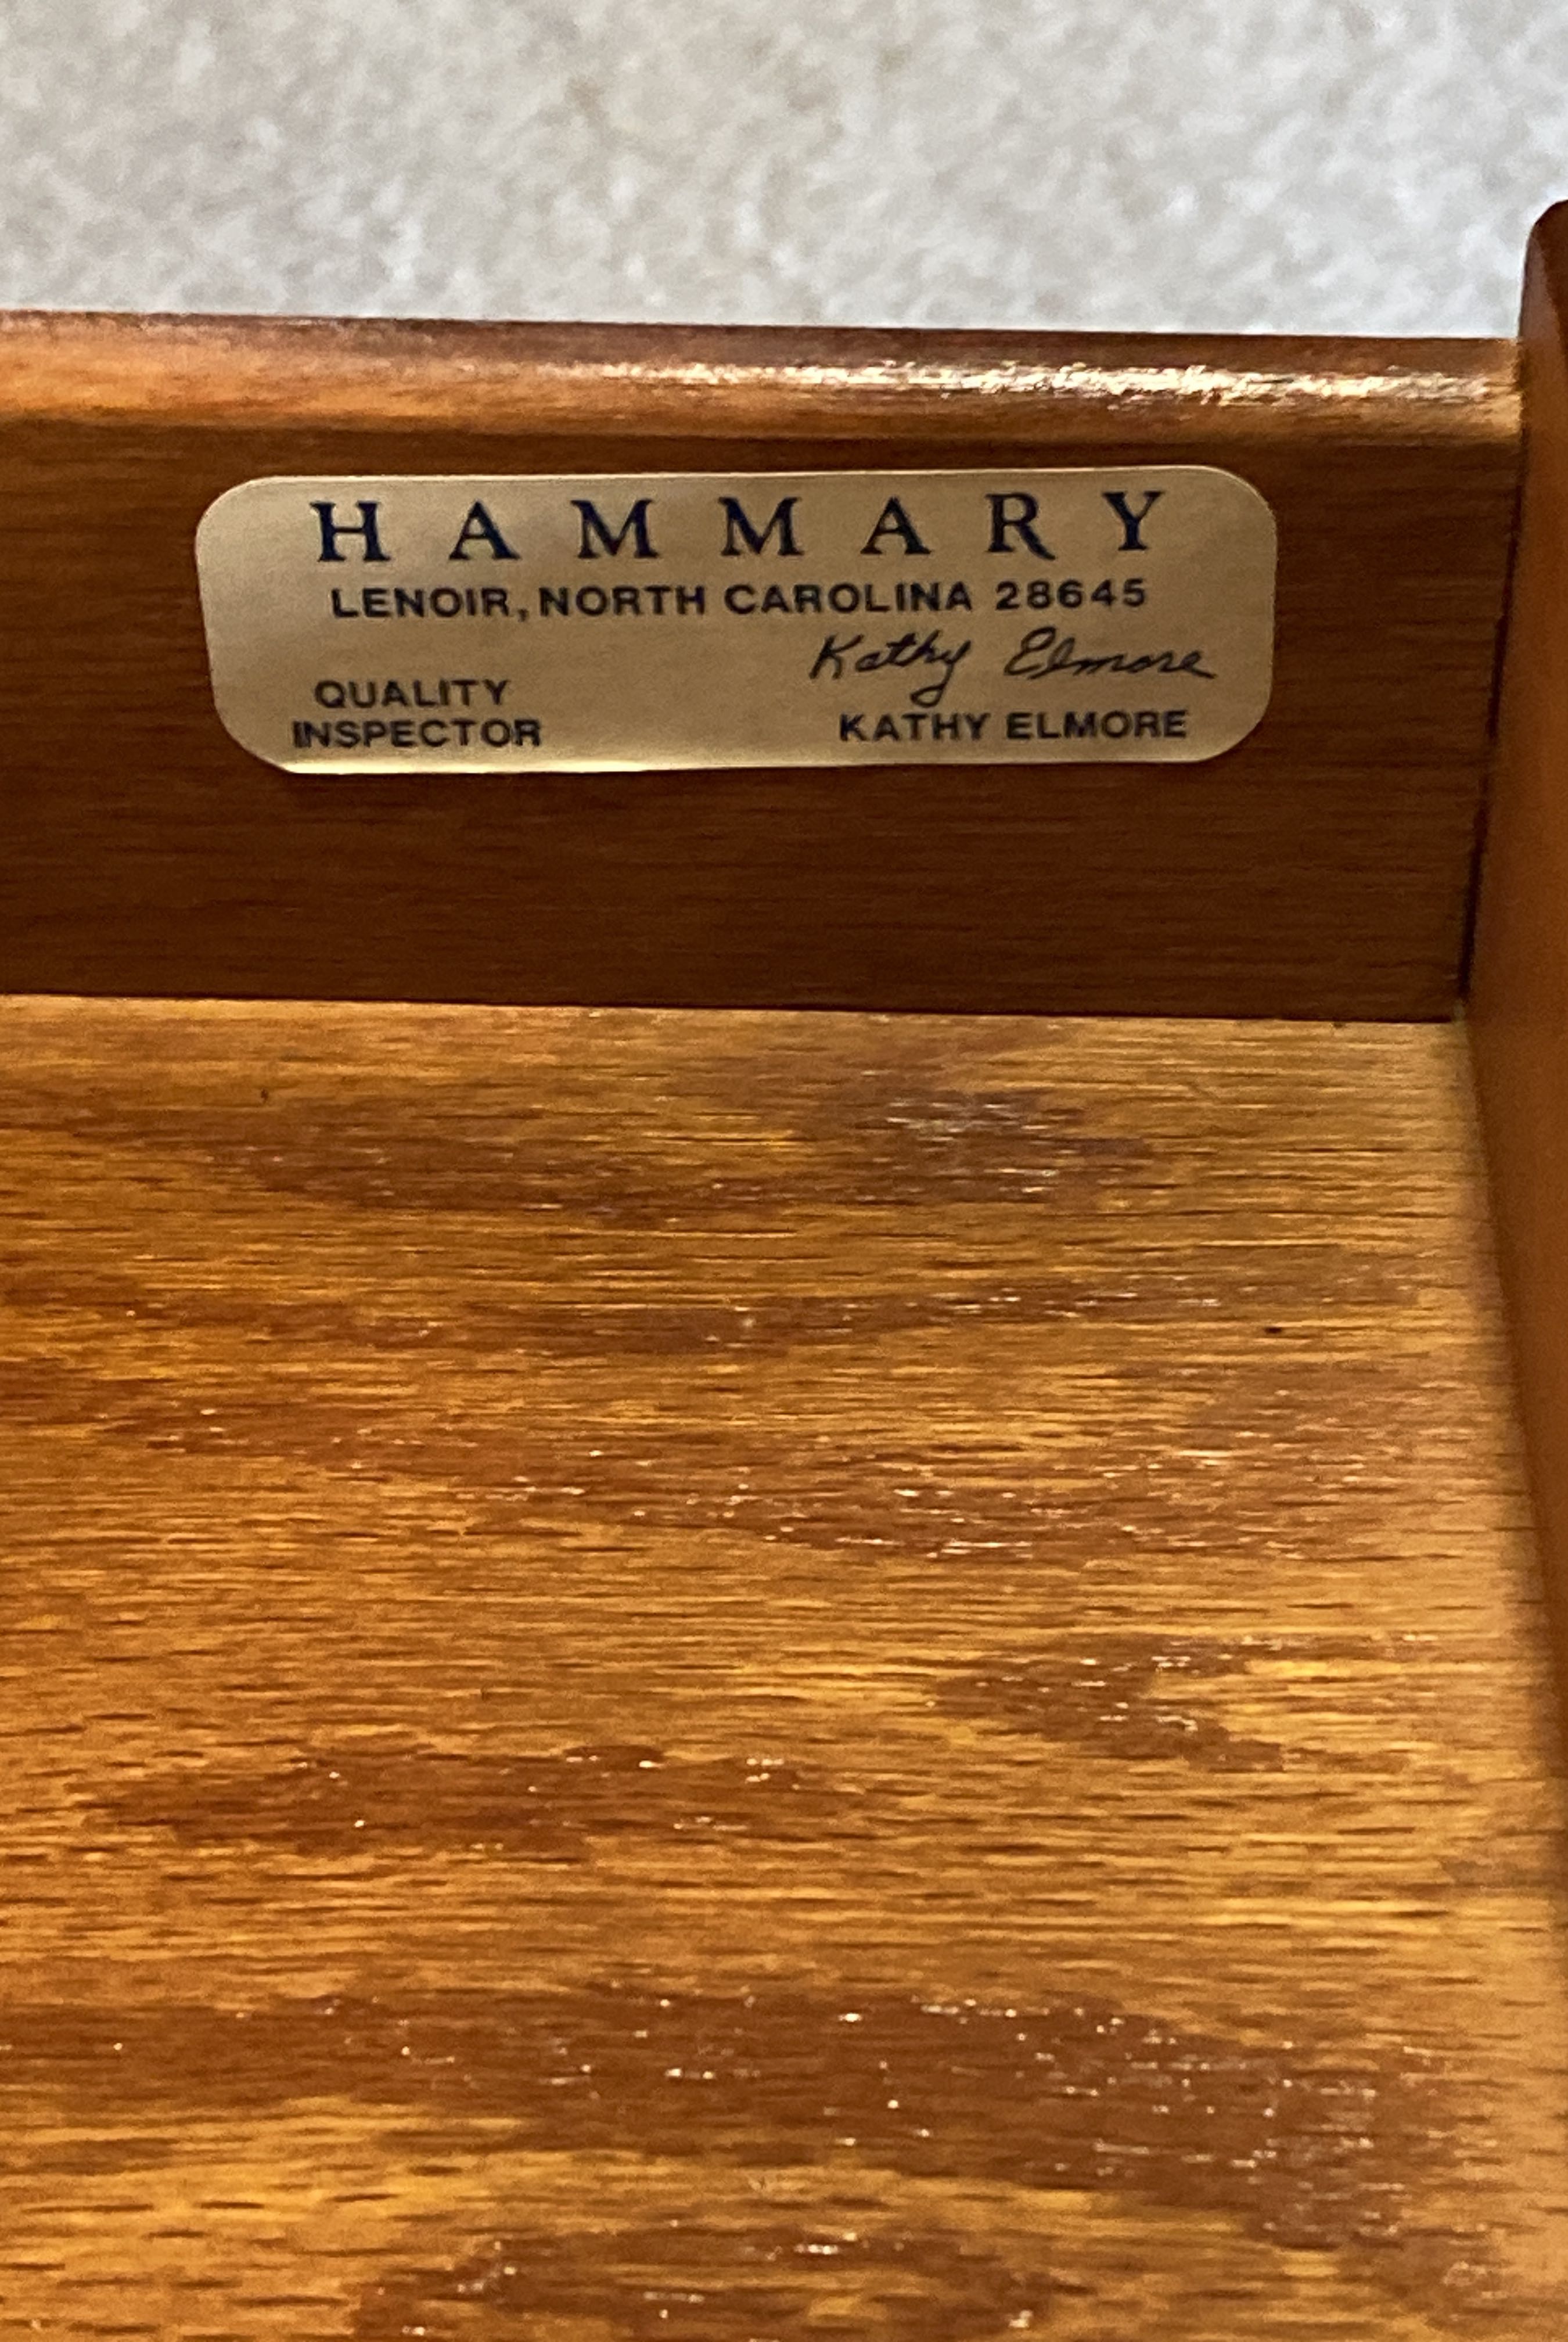 HAMMARY
LENOIR, NORTH CAROLINA 28645
Kathy Elmore
QUALITY
INSPECTOR
KATHY ELMORE